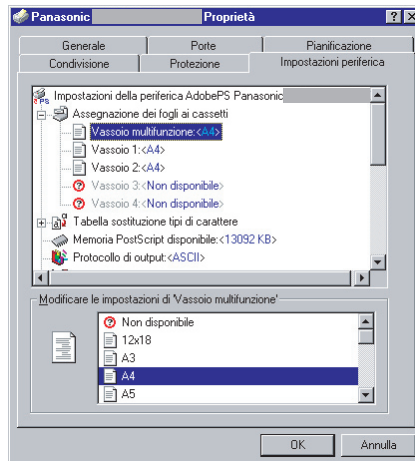 Panasonic Proprietà
Generale Porte Pianificazione
Condivisione Protezione Impostazioni periferica
Impostazioni della periferica AdobePS Panasonic
Assegnazione dei fogli ai cassetti
Vassoio multifunzione:<A4>
Vassoio 1:<A4>
Vassoio 2:<A4>
Vassoio 3:<Non disponibile>
Vassoio 4:<Non disponibile>
Tabella sostituzione tipi di carattere
Memoria PostScript disponibile:<13092 KB>
Protocollo di output:<ASCII>
Modificare le impostazioni di 'Vassoio multifunzione'
Non disponibile
12x18
A3
A4
A5
OK Annulla